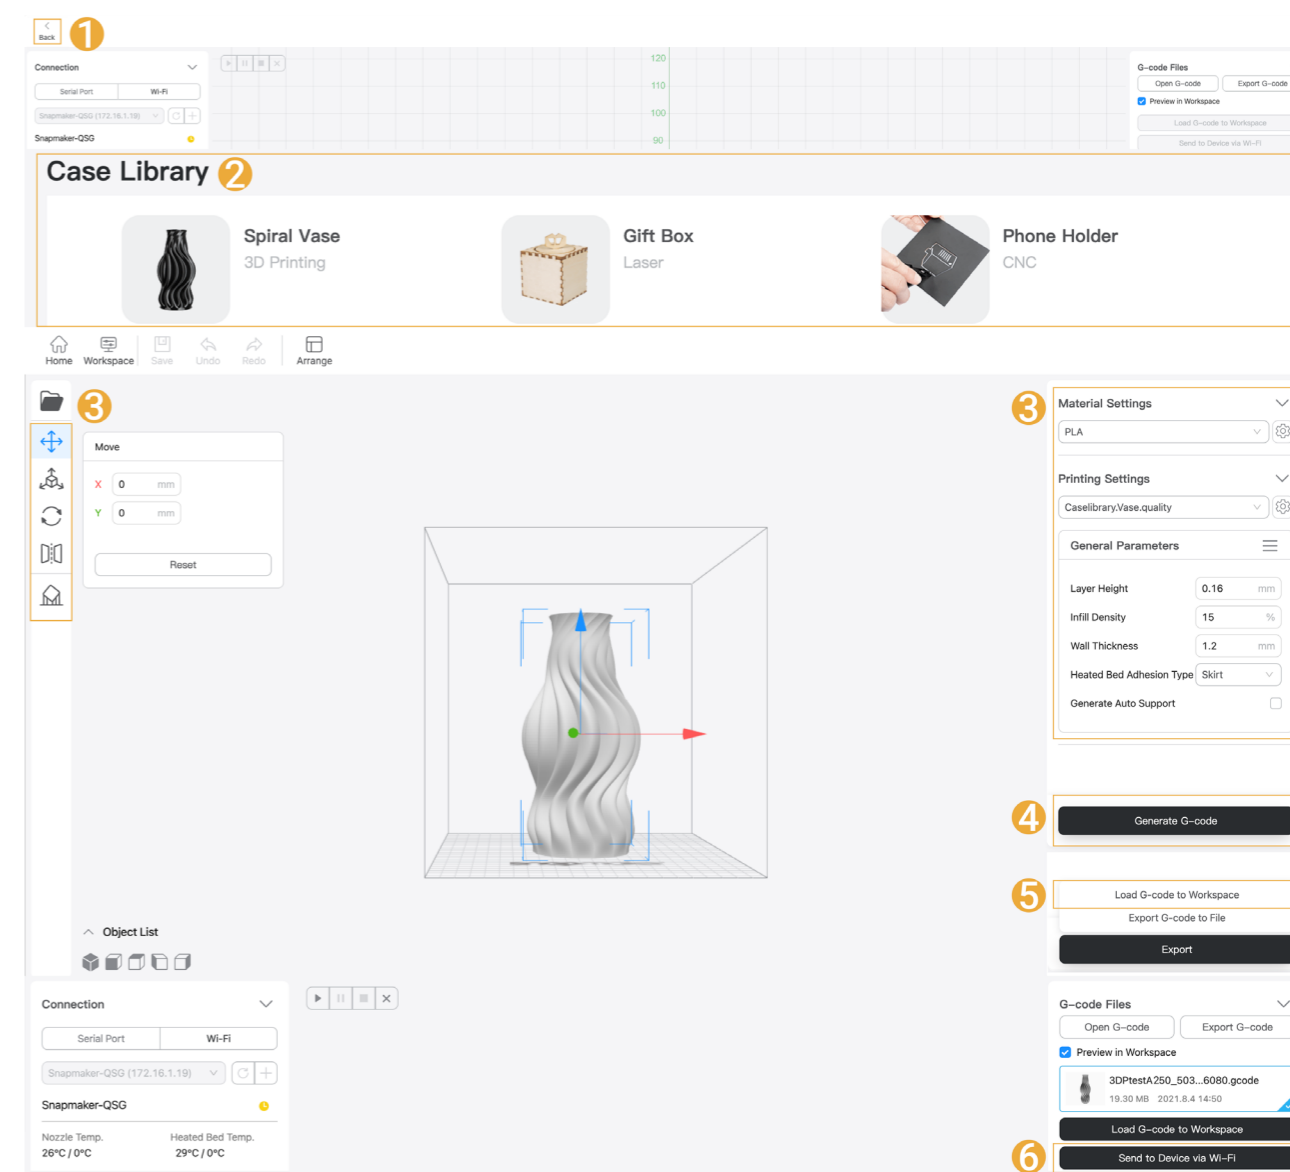 Back
1
Connection
Serial Port Wi-Fi
Snapmaker-QSG (172.16.1.19)
Snapmaker-QSG
120
110
100
90
G-code Files
Open G-code Export G-code
Preview in Workspace
Load G-code to Workspace
Send to Device via Wi-Fi
Case Library 2
Spiral Vase
3D Printing
Gift Box
Laser
Phone Holder
CNC
Home Workspace Save Undo Redo Arrange
3
Move
X 0 mm
Y 0 mm
Reset
3
Material Settings
PLA
Printing Settings
Caselibrary.Vase.quality
General Parameters
Layer Height 0.16 mm
Infill Density 15 %
Wall Thickness 1.2 mm
Heated Bed Adhesion Type Skirt
Generate Auto Support
4
Generate G-code
5
Load G-code to Workspace
Export G-code to File
Export
Object List
Connection
Serial Port Wi-Fi
Snapmaker-QSG (172.16.1.19)
Snapmaker-QSG
Nozzle Temp. Heated Bed Temp.
26°C / 0°C 29°C / 0°C
G-code Files
Open G-code Export G-code
Preview in Workspace
3DPtestA250_503...6080.gcode
19.30 MB 2021.8.4 14:50
Load G-code to Workspace
6
Send to Device via Wi-Fi